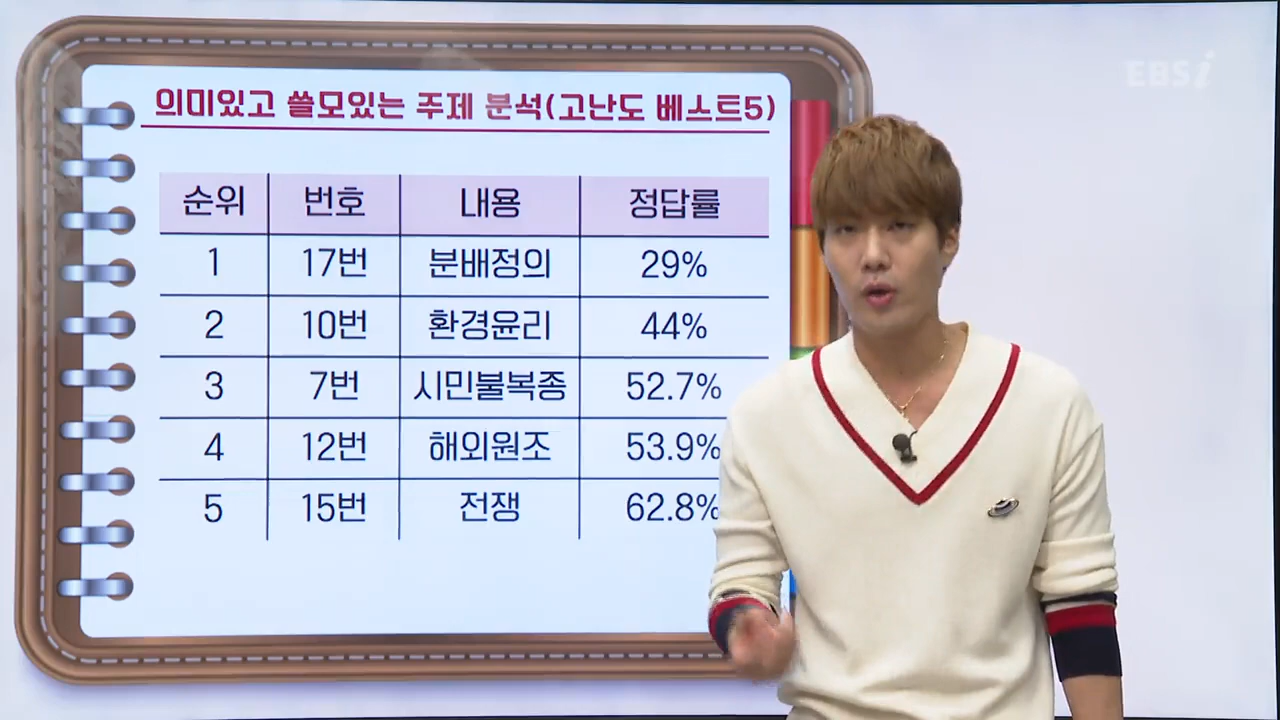 EBSi
의미있고 쓸모있는 주제 분석(고난도 베스트5)
순위 번호 내용 정답률
1 17번 분배정의 29%
2 10번 환경윤리 44%
3 7번 시민불복종 52.7%
4 12번 해외원조 53.9%
5 15번 전쟁 62.8%